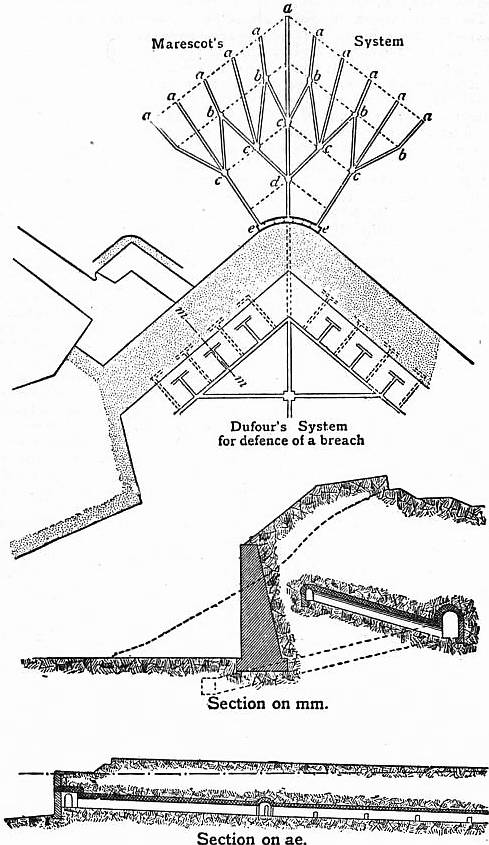 a
a a
Marescot's System
a a
a a
b b
a a
b b
a c a
c c b
c d c
e e
m
m
Dufour's System
for defence of a breach
Section on mm.
Section on ae.